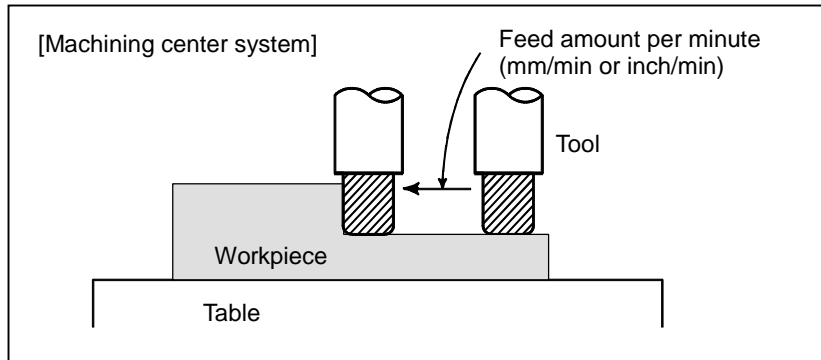 [Machining center system]
Feed amount per minute
(mm/min or inch/min)
Tool
Workpiece
Table